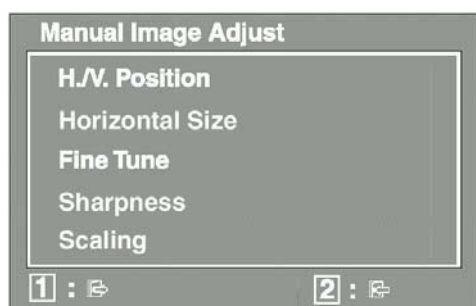 Manual Image Adjust
H./V. Position
Horizontal Size
Fine Tune
Sharpness
Scaling
1 : 2 :